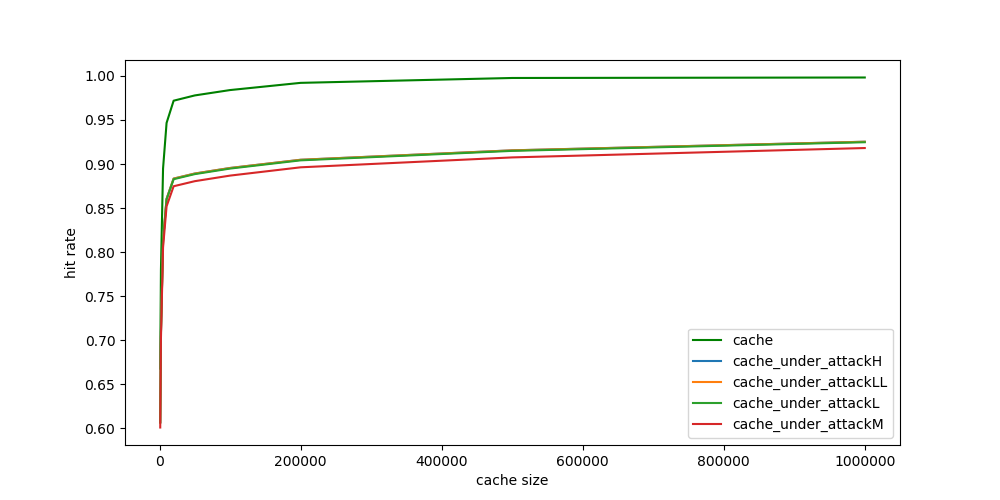 1.00
0.95
0.90
0.85
0.80
0.75
0.70
0.65
0.60
hit rate
0 200000 400000 600000 800000 1000000
cache size
cache
cache_under_attackH
cache_under_attackLL
cache_under_attackL
cache_under_attackM